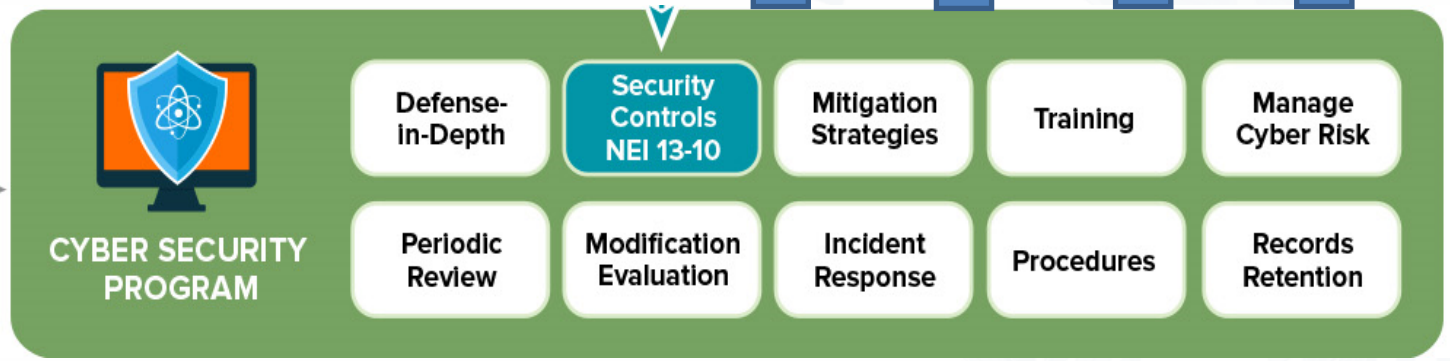 CYBER SECURITY
PROGRAM
Defense-
in-Depth
Security
Controls
NEI 13-10
Mitigation
Strategies
Training
Manage
Cyber Risk
Periodic
Review
Modification
Evaluation
Incident
Response
Procedures
Records
Retention